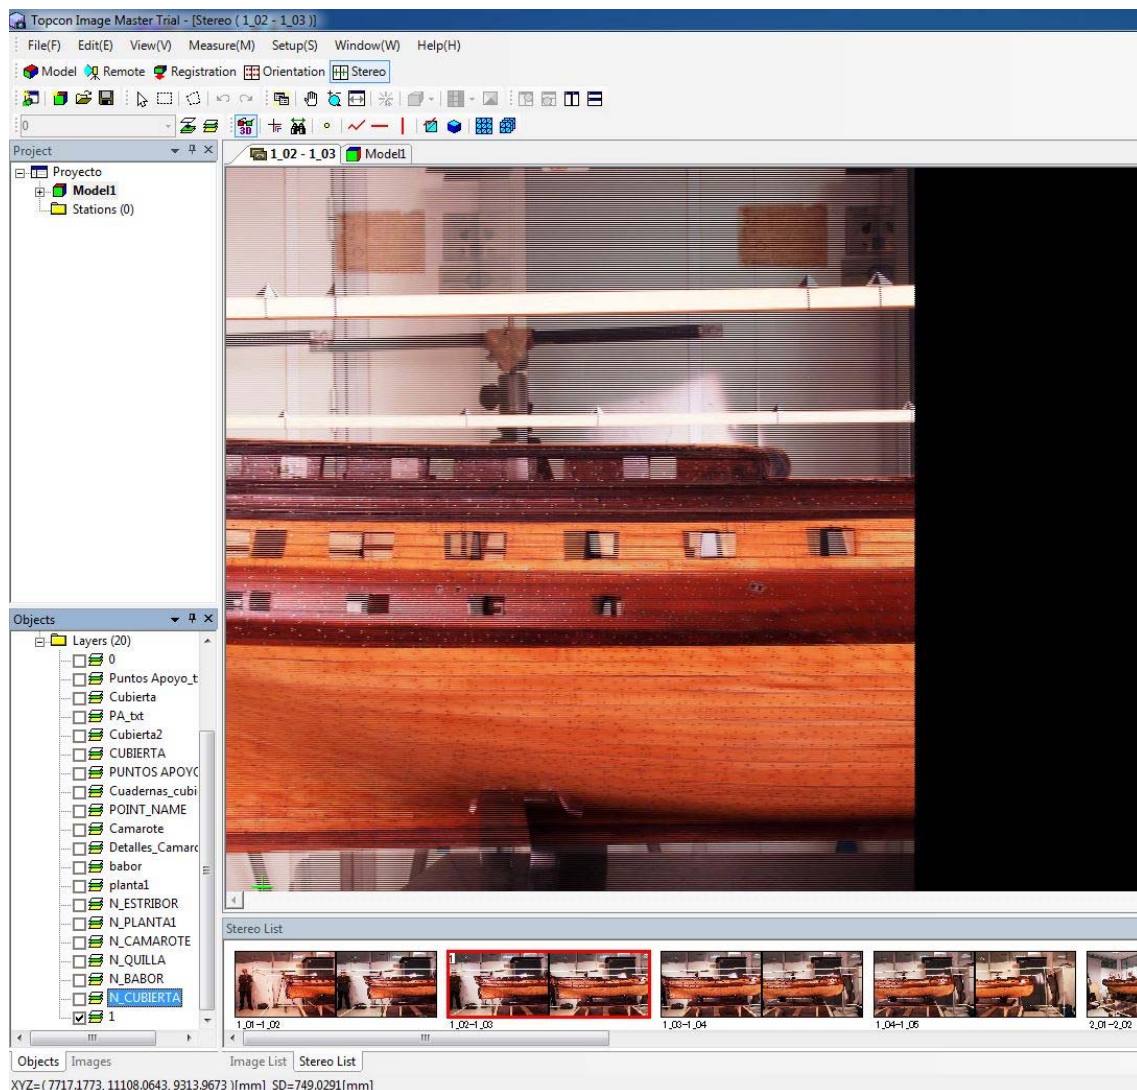 Topcon Image Master Trial - [Stereo ( 1_02 - 1_03 )]
File(F) Edit(E) View(V) Measure(M) Setup(S) Window(W) Help(H)
Model Remote Registration Orientation Stereo
0 3D
Project
1_02 - 1_03 Model1
Proyecto
Model1
Stations (0)
Objects
Layers (20)
0
Puntos Apoyo_t
Cubierta
PA_txt
Cubierta2
CUBIERTA
PUNTOS APOYO
Cuadernas_cubi
POINT_NAME
Camarote
Detalles_Camaro
babor
planta1
N_ESTRIBOR
N_PLANTA1
N_CAMAROTE
N_QUILLA
N_BABOR
N_CUBIERTA
1
Stereo List
1
1_01-1_02 1_02-1_03 1_03-1_04 1_04-1_05 2_01-2_02
Objects Images Image List Stereo List
XYZ=( 7717.1773, 11108.0643, 9313.9673 )[mm] SD=749.0291[mm]